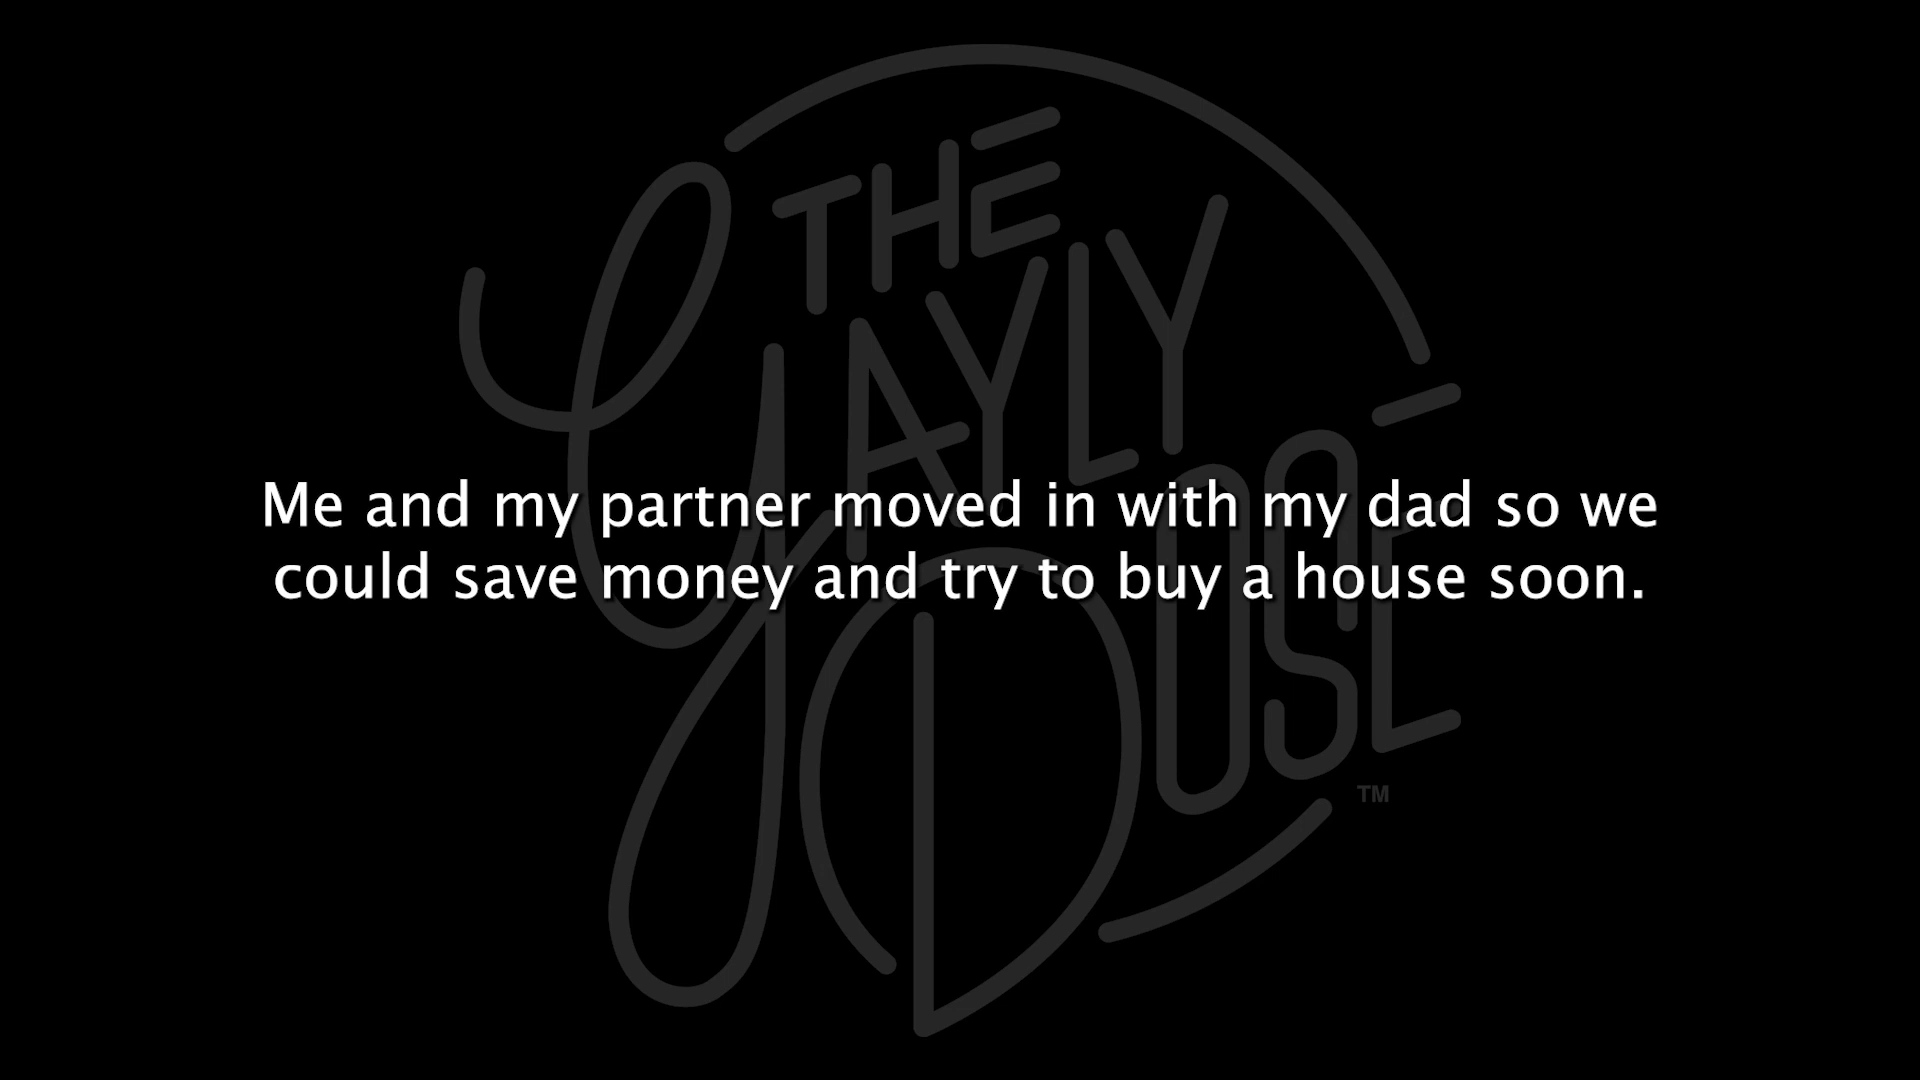 THE
GAYLY
DOSE
TM
Me and my partner moved in with my dad so we
could save money and try to buy a house soon.